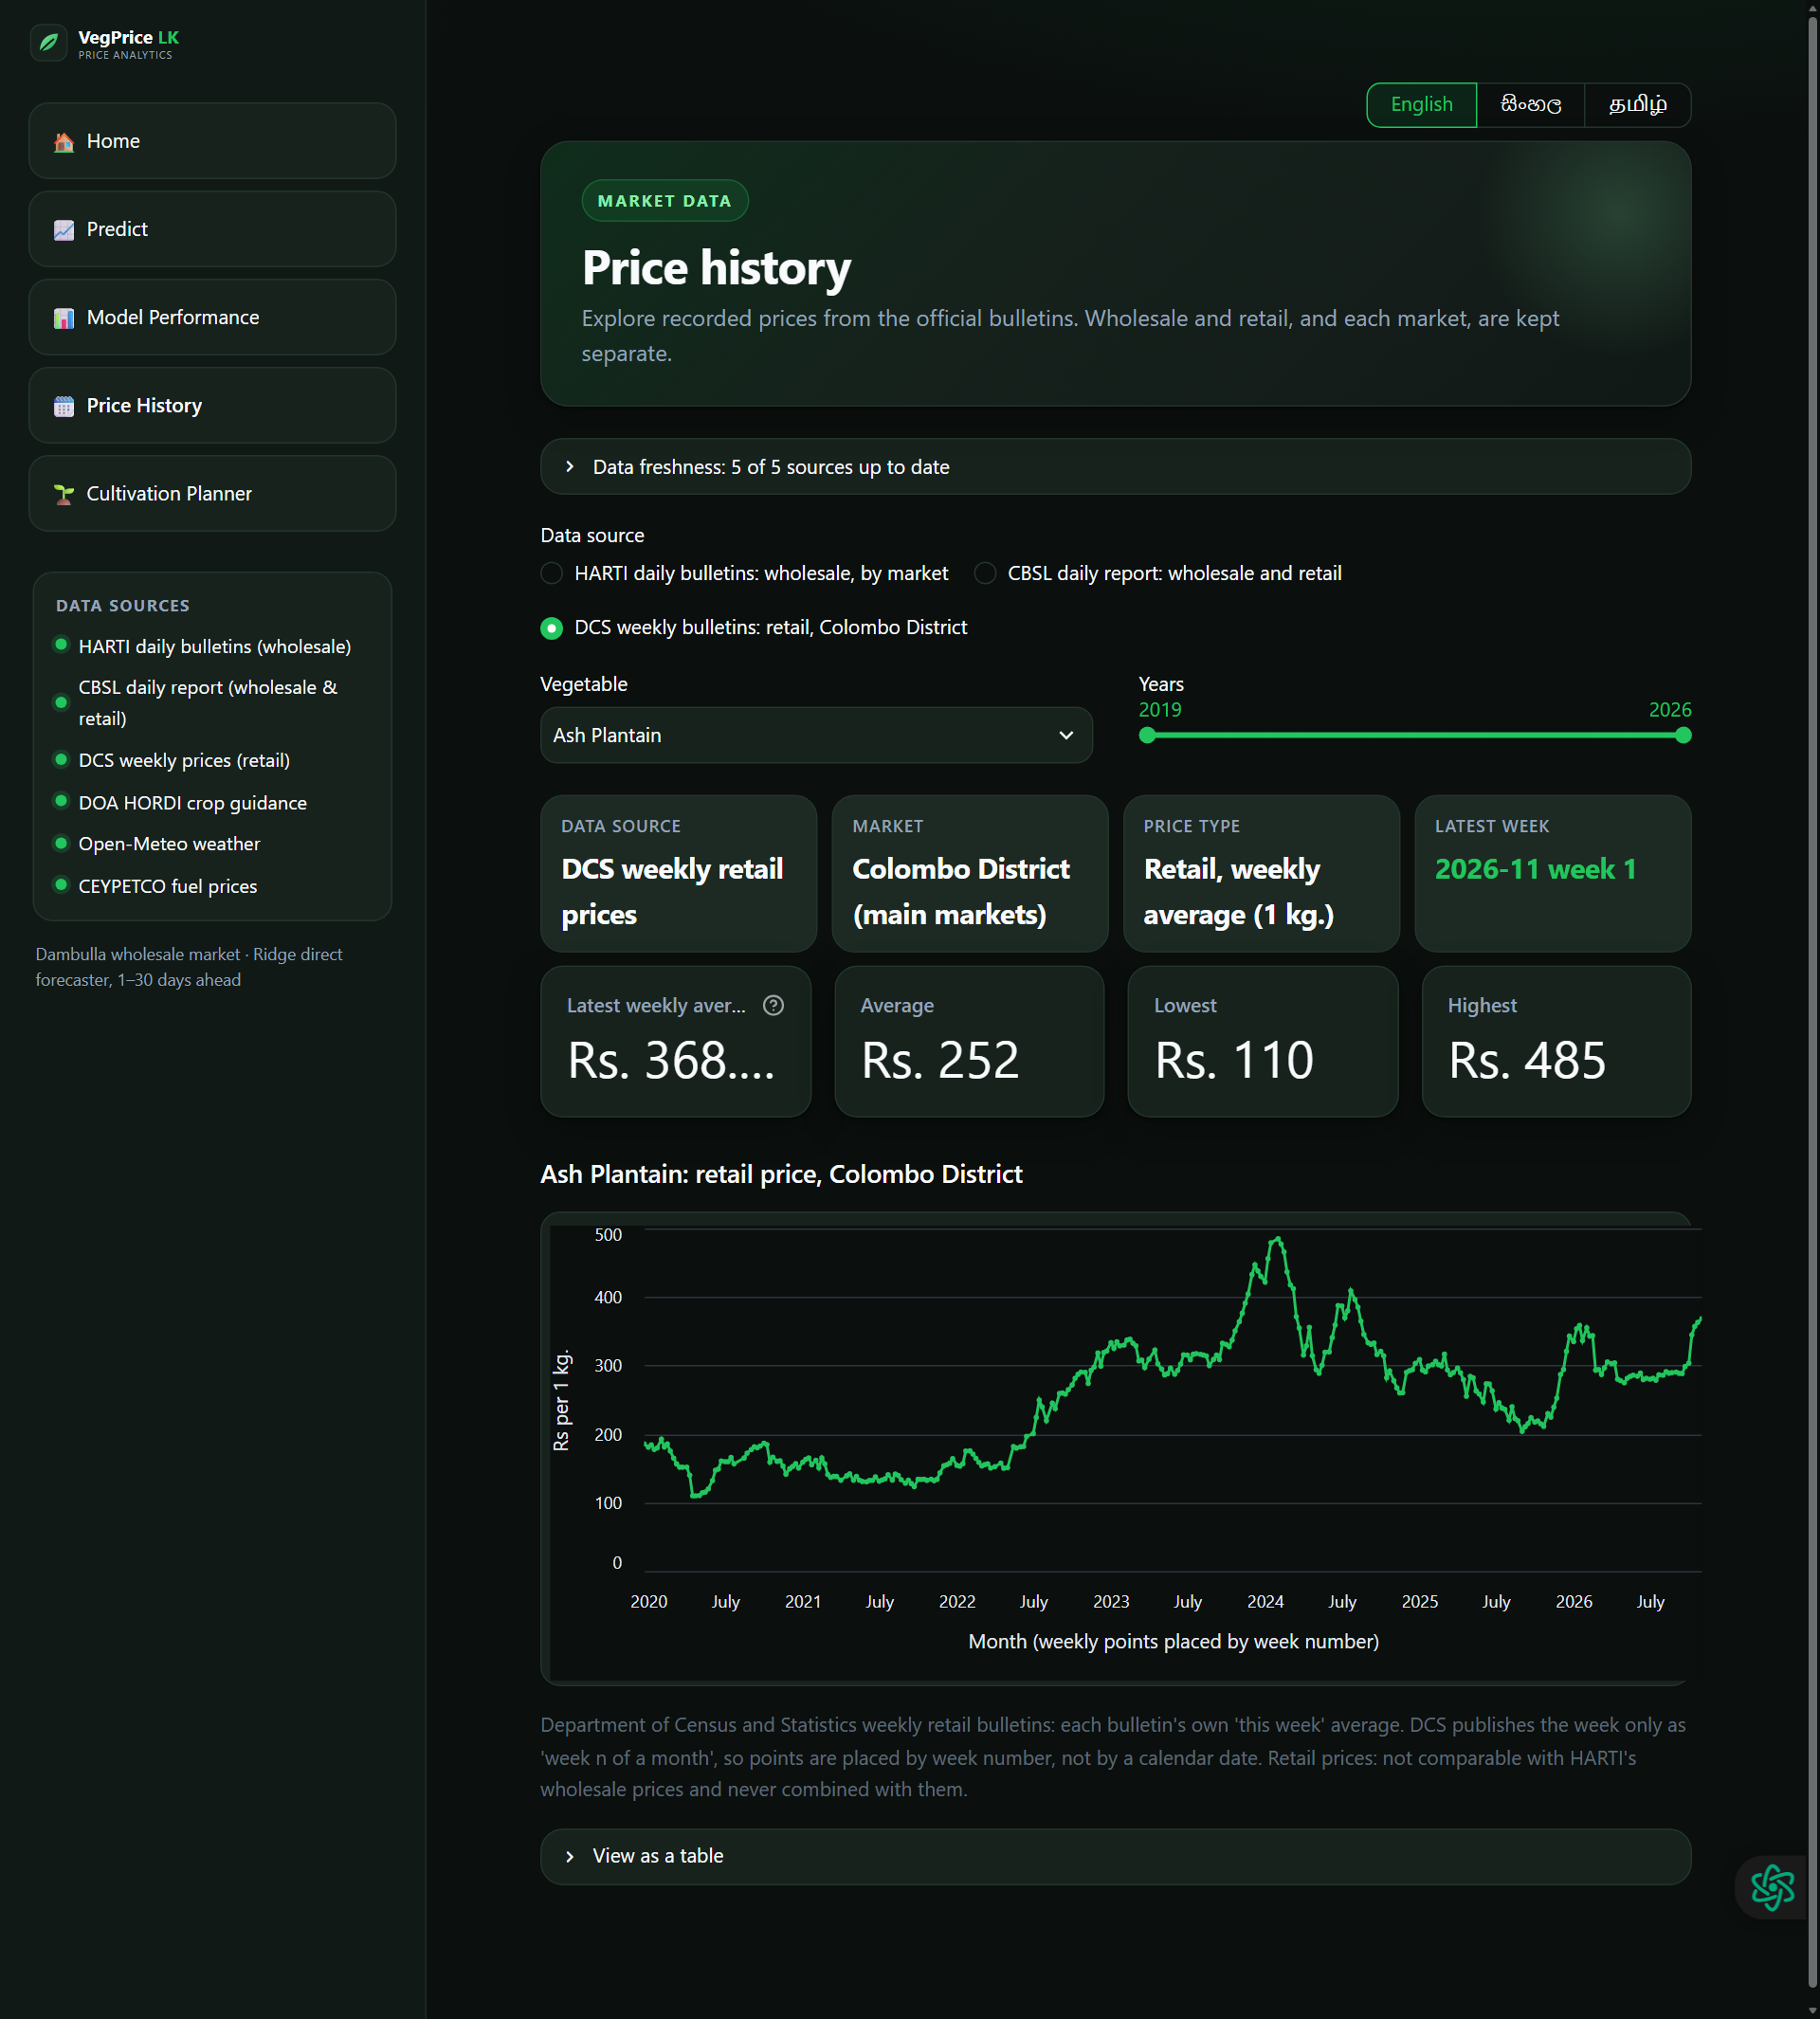 VegPrice LK
PRICE ANALYTICS
Home
Predict
Model Performance
Price History
Cultivation Planner
DATA SOURCES
HARTI daily bulletins (wholesale)
CBSL daily report (wholesale &
retail)
DCS weekly prices (retail)
DOA HORDI crop guidance
Open-Meteo weather
CEYPETCO fuel prices
Dambulla wholesale market · Ridge direct
forecaster, 1–30 days ahead
English සිංහල தமிழ்
MARKET DATA
Price history
Explore recorded prices from the official bulletins. Wholesale and retail, and each market, are kept
separate.
Data freshness: 5 of 5 sources up to date
Data source
HARTI daily bulletins: wholesale, by market CBSL daily report: wholesale and retail
DCS weekly bulletins: retail, Colombo District
Vegetable
Ash Plantain
Years
2019 2026
DATA SOURCE
DCS weekly retail
prices
MARKET
Colombo District
(main markets)
PRICE TYPE
Retail, weekly
average (1 kg.)
LATEST WEEK
2026-11 week 1
Latest weekly aver...
Rs. 368....
Average
Rs. 252
Lowest
Rs. 110
Highest
Rs. 485
Ash Plantain: retail price, Colombo District
Rs per 1 kg.
500
400
300
200
100
0
2020 July 2021 July 2022 July 2023 July 2024 July 2025 July 2026 July
Month (weekly points placed by week number)
Department of Census and Statistics weekly retail bulletins: each bulletin's own 'this week' average. DCS publishes the week only as
'week n of a month', so points are placed by week number, not by a calendar date. Retail prices: not comparable with HARTI's
wholesale prices and never combined with them.
View as a table